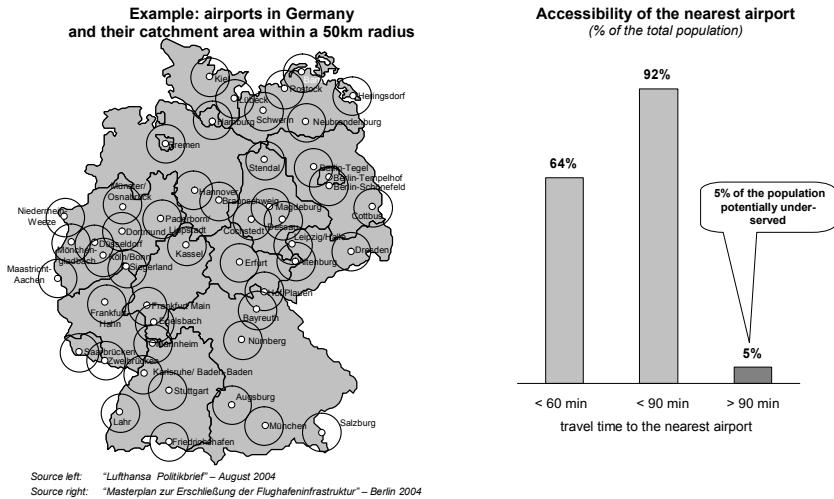 Example: airports in Germany
and their catchment area within a 50km radius
Kiel
Rostock
Heringsdorf
Lübeck
Schwerin
Hamburg
Neubrandenburg
Bremen
Stendal
Berlin-Tegel
Berlin-Tempelhof
Berlin-Schönefeld
Münster/
Osnabrück
Hannover
Braunschweig
Magdeburg
Cottbus
Niederrhein-
Weeze
Paderborn/
Lippstadt
Cochstedt
Dessau
Dortmund
Leipzig/Halle
Düsseldorf
Mönchen-
gladbach
Köln/Bonn
Kassel
Dresden
Siegerland
Erfurt
Altenburg
Maastricht-
Aachen
Hof Plauen
Frankfurt/
Hahn
Frankfurt/ Main
Egelsbach
Bayreuth
Mannheim
Nürnberg
Saarbrücken
Zweibrücken
Karlsruhe/ Baden-Baden
Stuttgart
Augsburg
Lahr
München
Salzburg
Friedrichshafen
Source left: "Lufthansa Politikbrief" – August 2004
Source right: "Masterplan zur Erschließung der Flughafeninfrastruktur" – Berlin 2004
Accessibility of the nearest airport
(% of the total population)
92%
64%
5% of the population
potentially under-
served
5%
< 60 min
< 90 min
> 90 min
travel time to the nearest airport